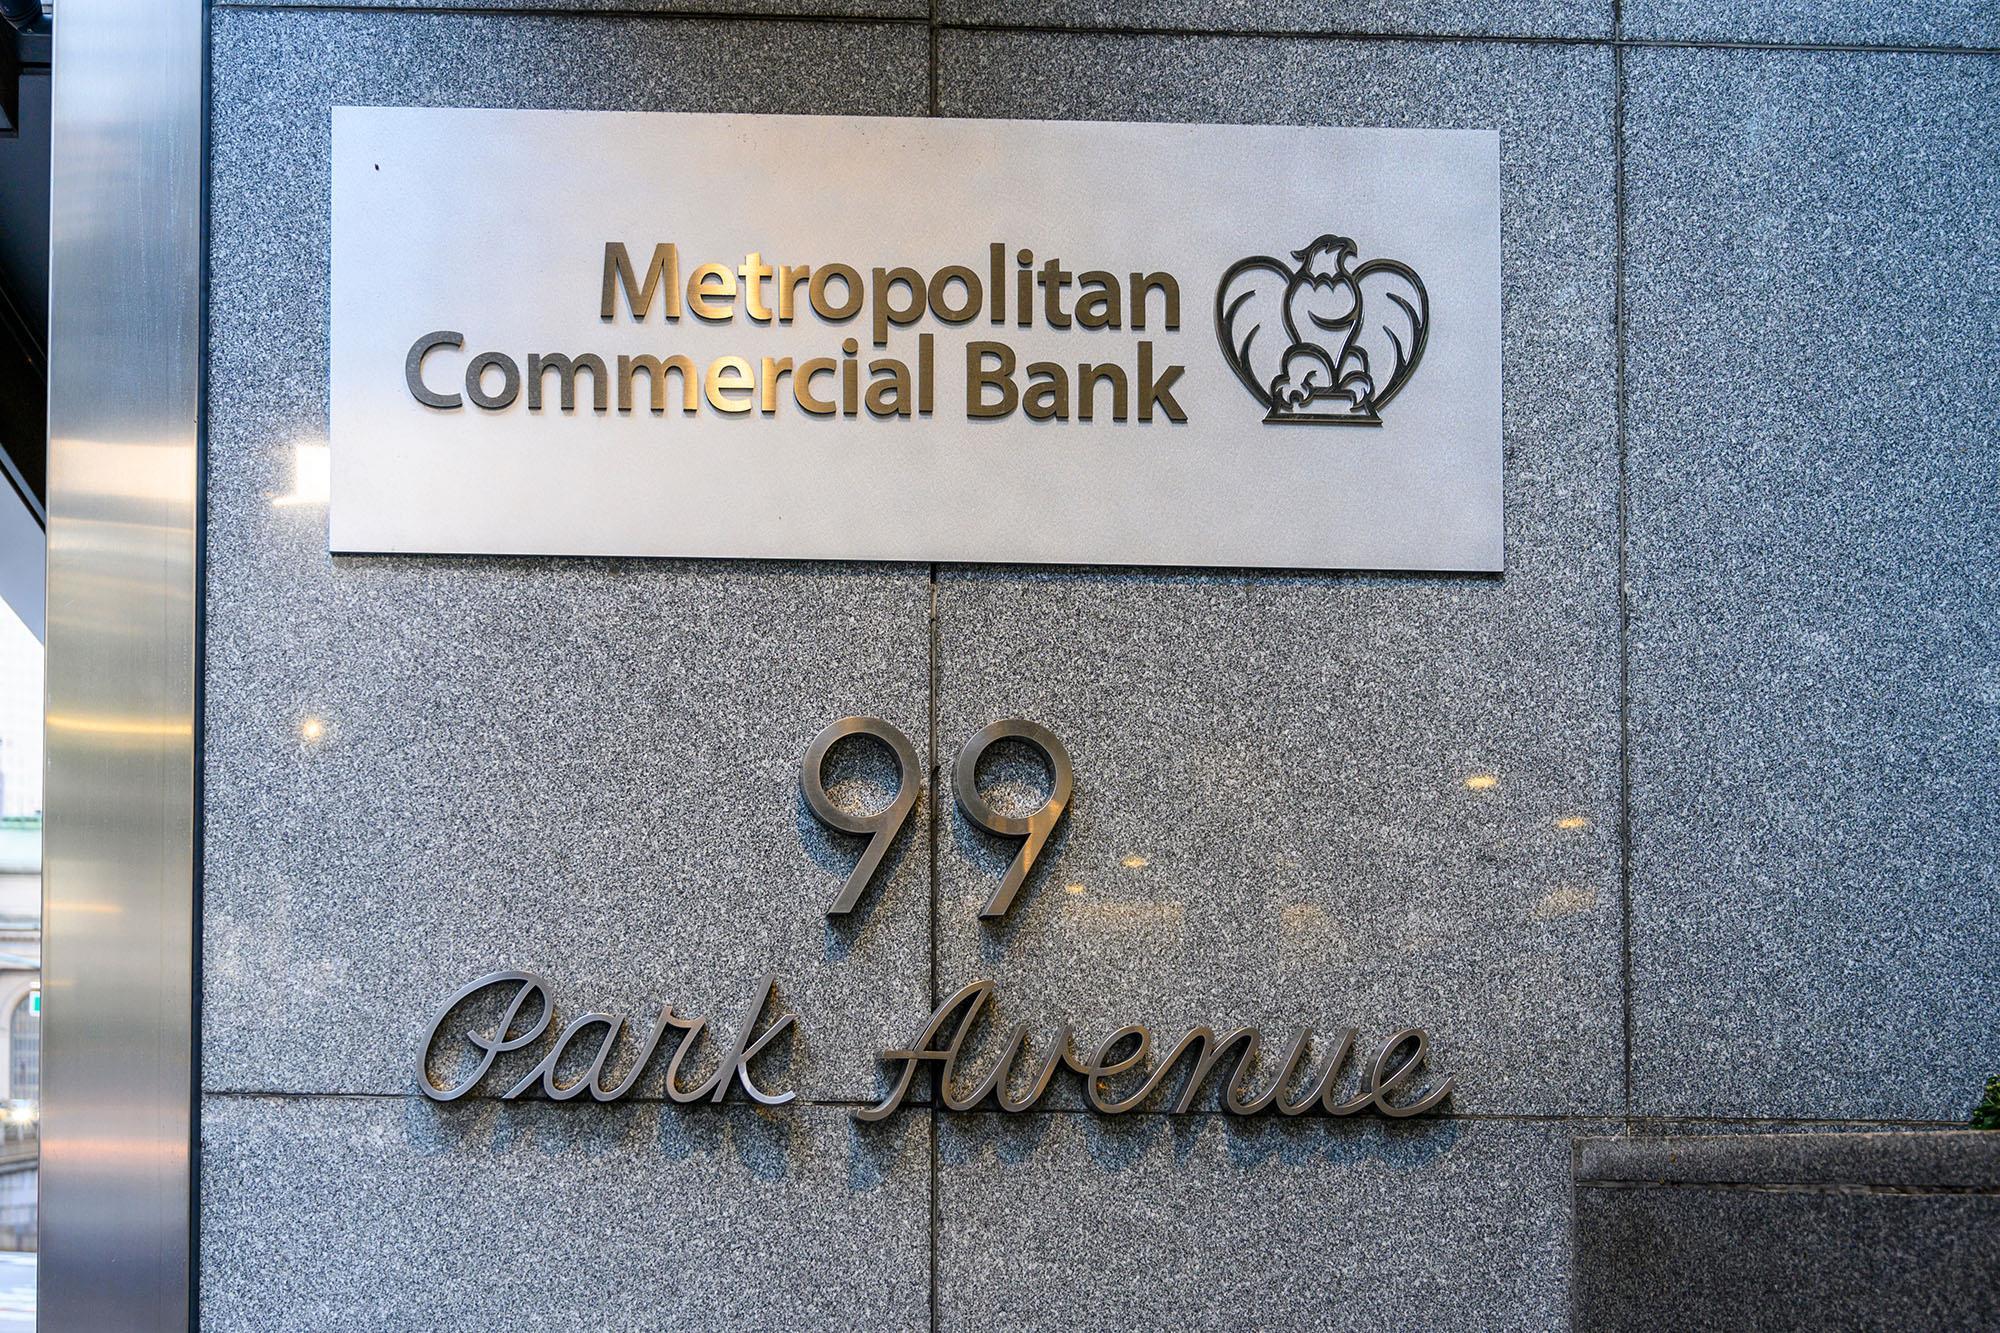 Metropolitan
Commercial Bank
99
Park Avenue